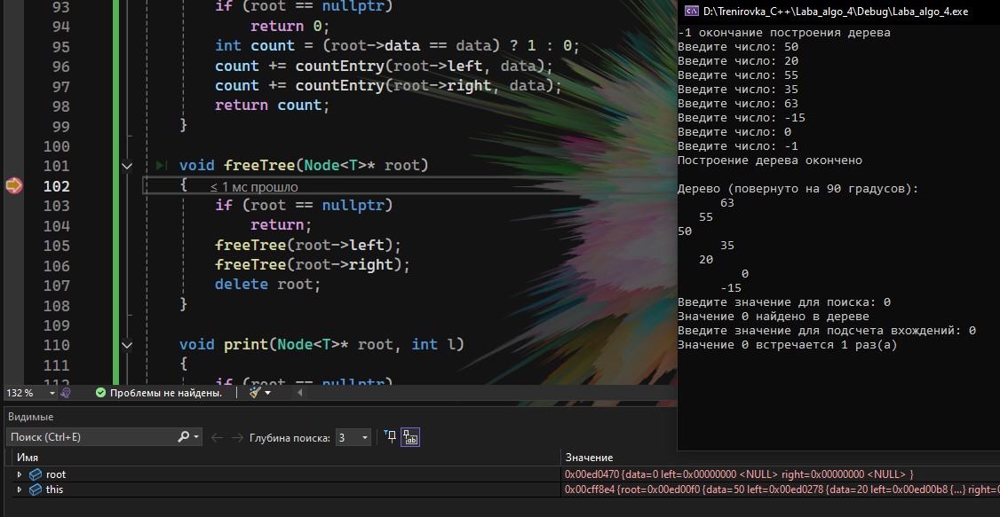 93 if (root == nullptr)
94 return 0;
95 int count = (root->data == data) ? 1 : 0;
96 count += countEntry(root->left, data);
97 count += countEntry(root->right, data);
98 return count;
99 }
100
101 void freeTree(Node<T>* root)
102 { ≤ 1 мс прошло
103 if (root == nullptr)
104 return;
105 freeTree(root->left);
106 freeTree(root->right);
107 delete root;
108 }
109
110 void print(Node<T>* root, int l)
111 {
112 if (root == nullptr)
132 % Проблемы не найдены.
D:\Trenirovka_C++\Laba_algo_4\Debug\Laba_algo_4.exe
-1 окончание построения дерева
Введите число: 50
Введите число: 20
Введите число: 55
Введите число: 35
Введите число: 63
Введите число: -15
Введите число: 0
Введите число: -1
Построение дерева окончено
Дерево (повернуто на 90 градусов):
63
55
50
35
20
0
-15
Введите значение для поиска: 0
Значение 0 найдено в дереве
Введите значение для подсчета вхождений: 0
Значение 0 встречается 1 раз(а)
Видимые
Поиск (Ctrl+E) Глубина поиска: 3
Имя Значение
root 0x00ed0470 {data=0 left=0x00000000 <NULL> right=0x00000000 <NULL> }
this 0x00cff8e4 {root=0x00ed00f0 {data=50 left=0x00ed0278 {data=20 left=0x00ed00b8 {...} right=0